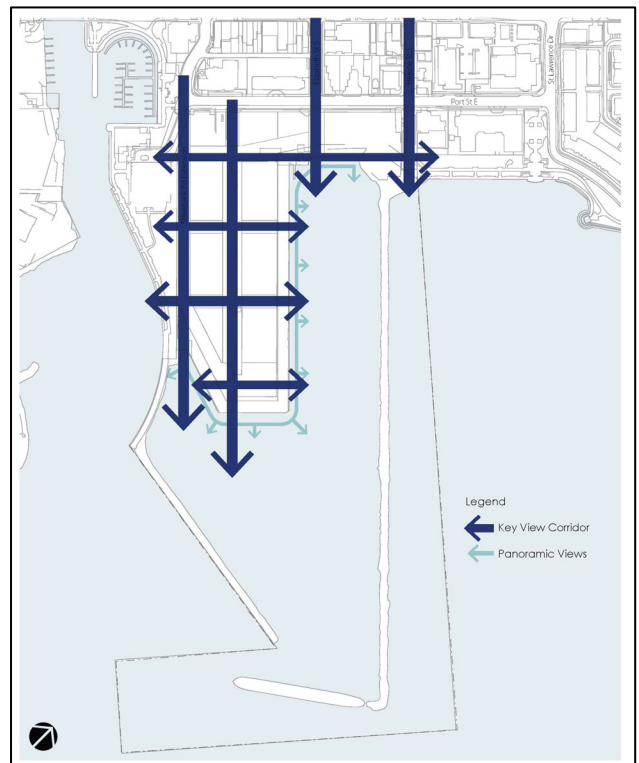 St Lawrence Dr
Port St E
Legend
Key View Corridor
Panoramic Views